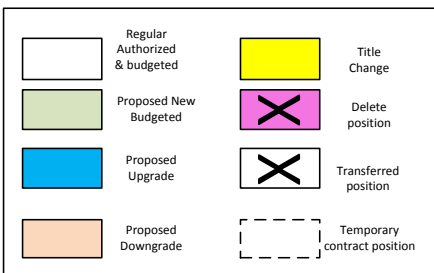 Regular
Authorized
& budgeted
Title
Change
Proposed New
Budgeted
Delete
position
Proposed
Upgrade
Transferred
position
Proposed
Downgrade
Temporary
contract position